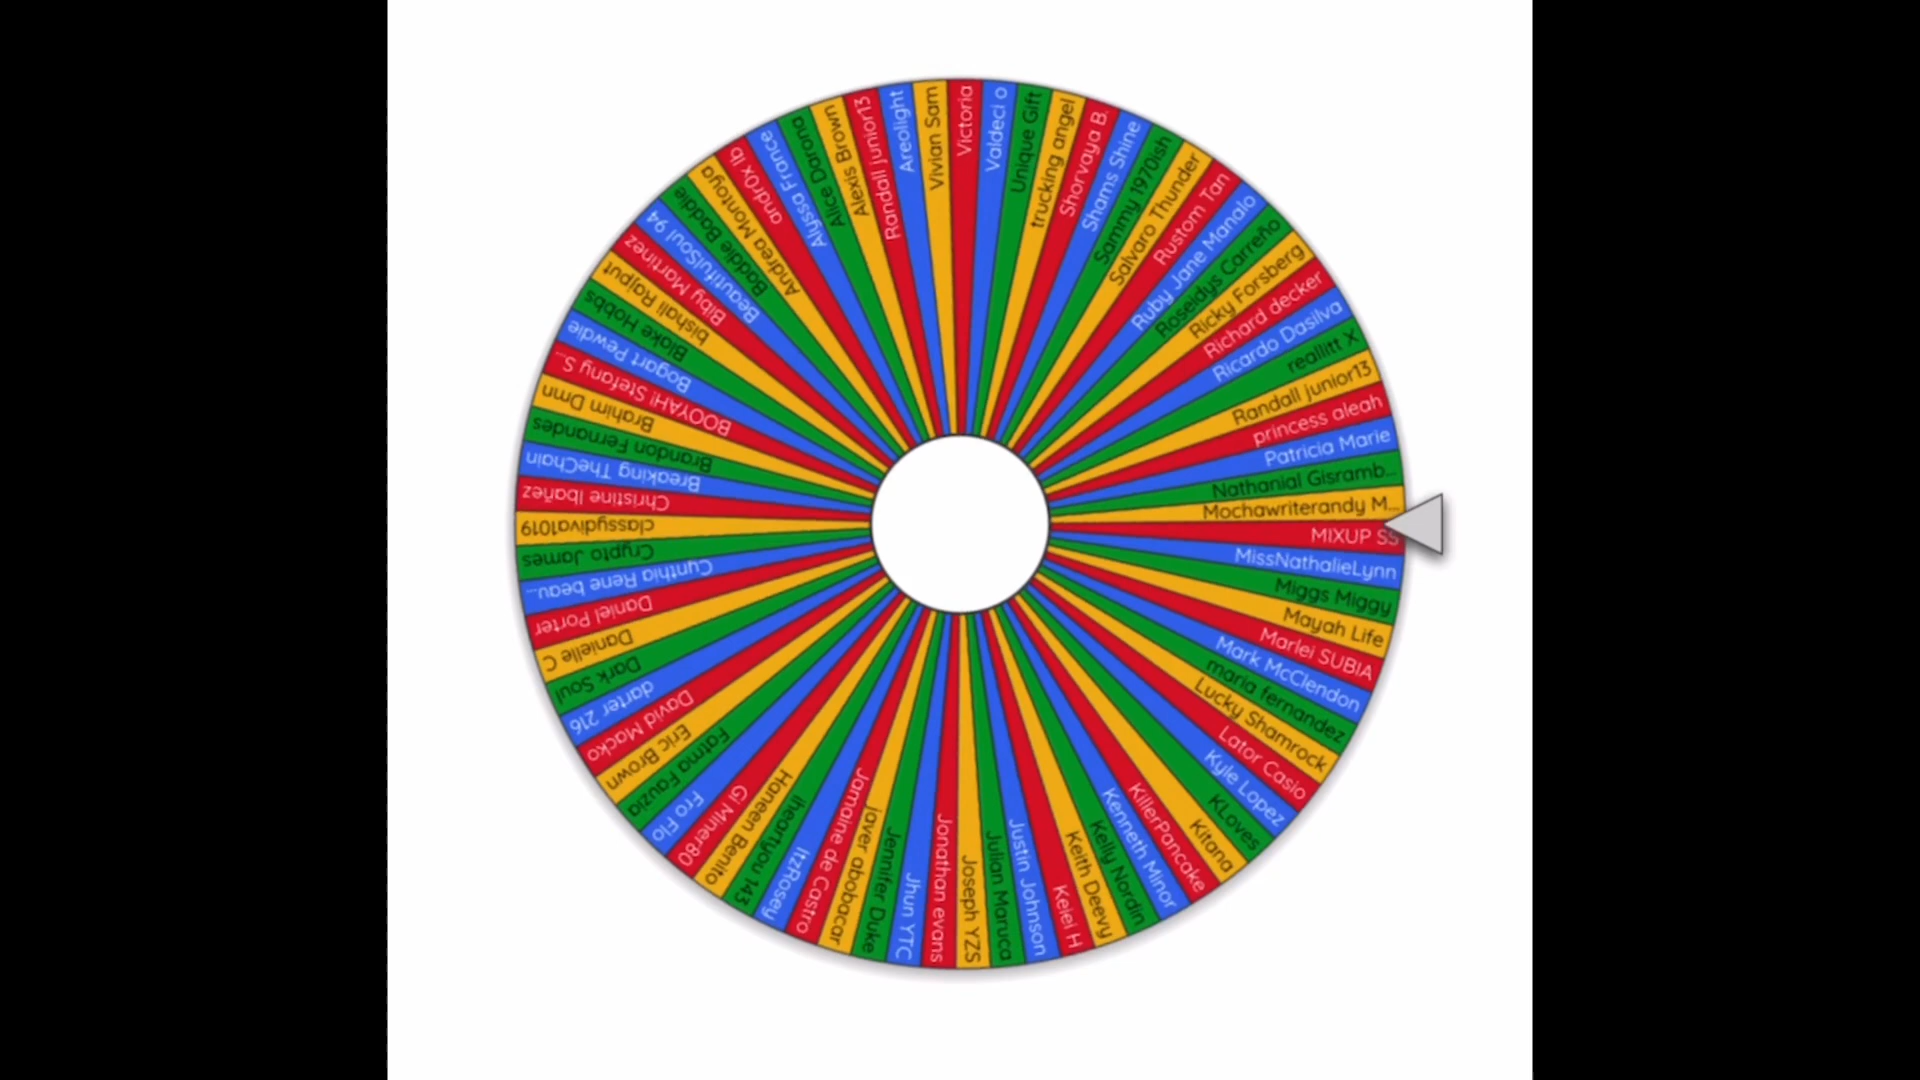 Victoria
Valdeci o
Unique Gift
trucking angel
Shorvaya B.
Shams Shine
Sammy 1970ish
Salvaro Thunder
Rustom Tan
Ruby Jane Manalo
Roseidys Carreño
Ricky Forsberg
Richard decker
Ricardo Dasilva
reallitt X
Randall junior13
princess aleah
Patricia Marie
Nathanial Gisramb...
Mochawriterandy M...
MIXUP SS
MissNathalieLynn
Miggs Miggy
Mayah Life
Marlei SUBIA
Mark McClendon
maria fernandez
Lucky Shamrock
Lator Casio
Kyle Lopez
KLoves
Kitana
KillerPancake
Kenneth Minor
Kelly Nordin
Keith Deevy
Keiei H
Justin Johnson
Julian Maruca
Joseph YZS
Jonathan evans
Jhun YTC
Jennifer Duke
javer abobacar
Jamaine de Castro
ItzRosey
iheartyou 143
Haneen Benito
Gi Miner80
Fro Flo
Fatma Fauzia
Eric Brown
David Macko
darter 216
Dark Soul
Danielle C
Daniel Porter
Cynthia Rene beau...
Crypto James
classydiva1019
Christine Ibañez
Breaking TheChain
Brandon Fernandes
Brahim Dmn
BOOYAH! Stefany S...
Bogart Pewdie
Blake Hobbs
bishali Rajput
Biby Martinez
BeautifulSoul 94
Baddie Baddie
Andrea Montoya
andr0x lb
Alyssa France
Alice Darona
Alexis Brown
Randall junior13
Areolight
Vivian Sam